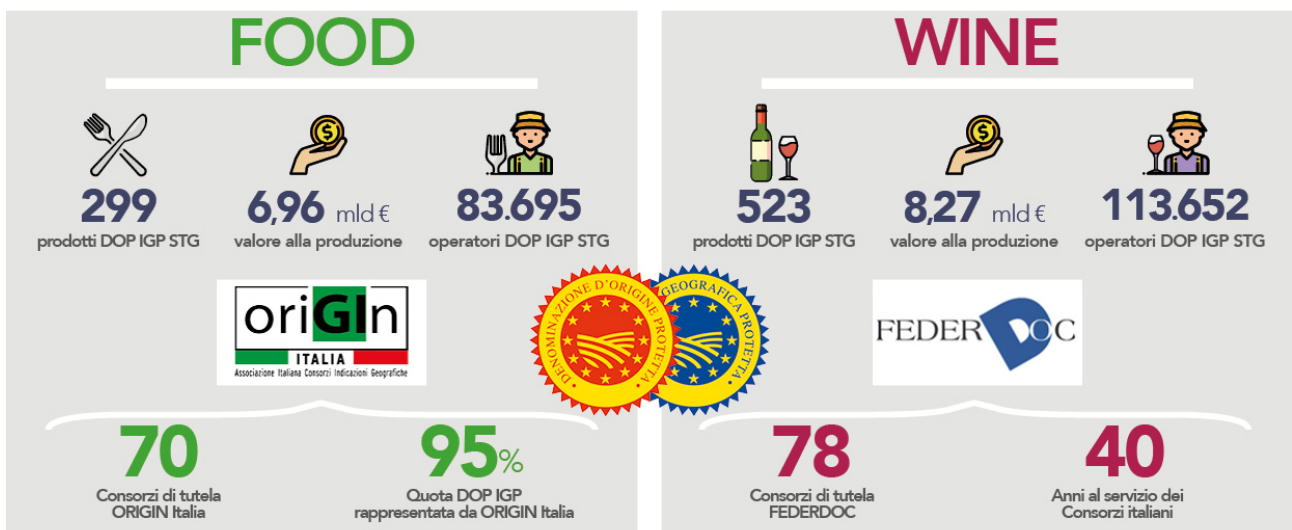 FOOD
299
prodotti DOP IGP STG
6,96 mld €
valore alla produzione
83.695
operatori DOP IGP STG
oriGIn
ITALIA
Associazione Italiana Consorzi Indicazioni Geografiche
70
Consorzi di tutela
ORIGIN Italia
95%
Quota DOP IGP
rappresentata da ORIGIN Italia
DENOMINAZIONE D'ORIGINE PROTETTA
GEOGRAFICA PROTETTA
WINE
523
prodotti DOP IGP STG
8,27 mld €
valore alla produzione
113.652
operatori DOP IGP STG
FEDERDOC
78
Consorzi di tutela
FEDERDOC
40
Anni al servizio dei
Consorzi italiani